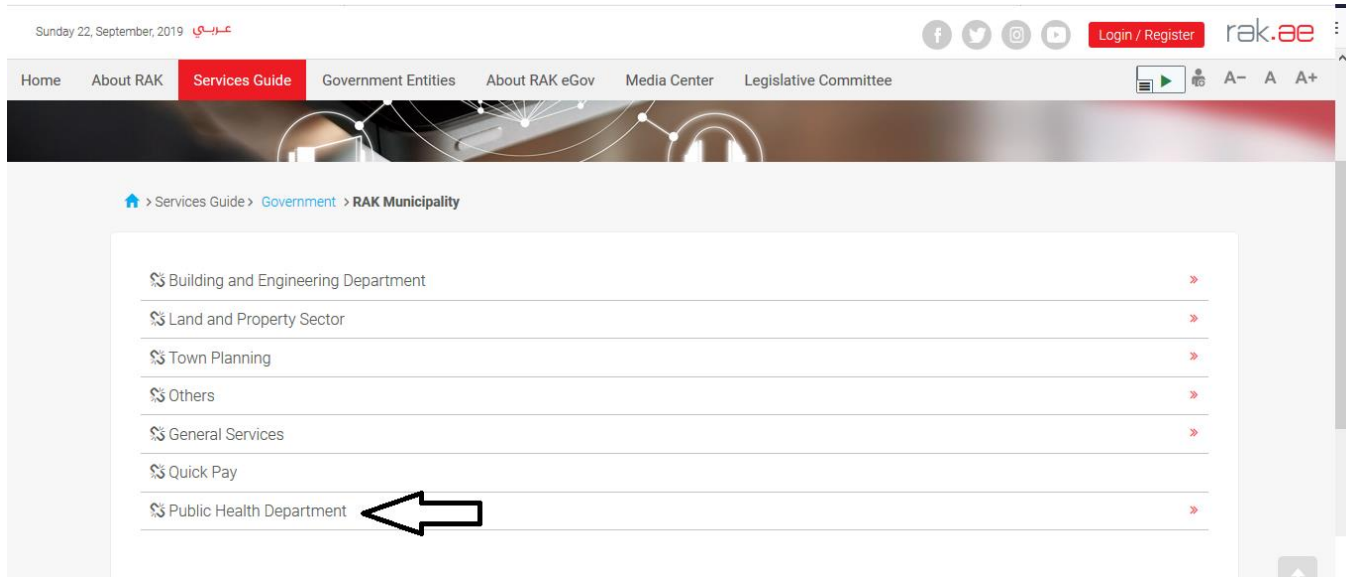 Sunday 22, September, 2019 عــربــي Login / Register rak.ae
Home About RAK Services Guide Government Entities About RAK eGov Media Center Legislative Committee A− A A+
> Services Guide > Government > RAK Municipality
Building and Engineering Department »
Land and Property Sector »
Town Planning »
Others »
General Services »
Quick Pay
Public Health Department »